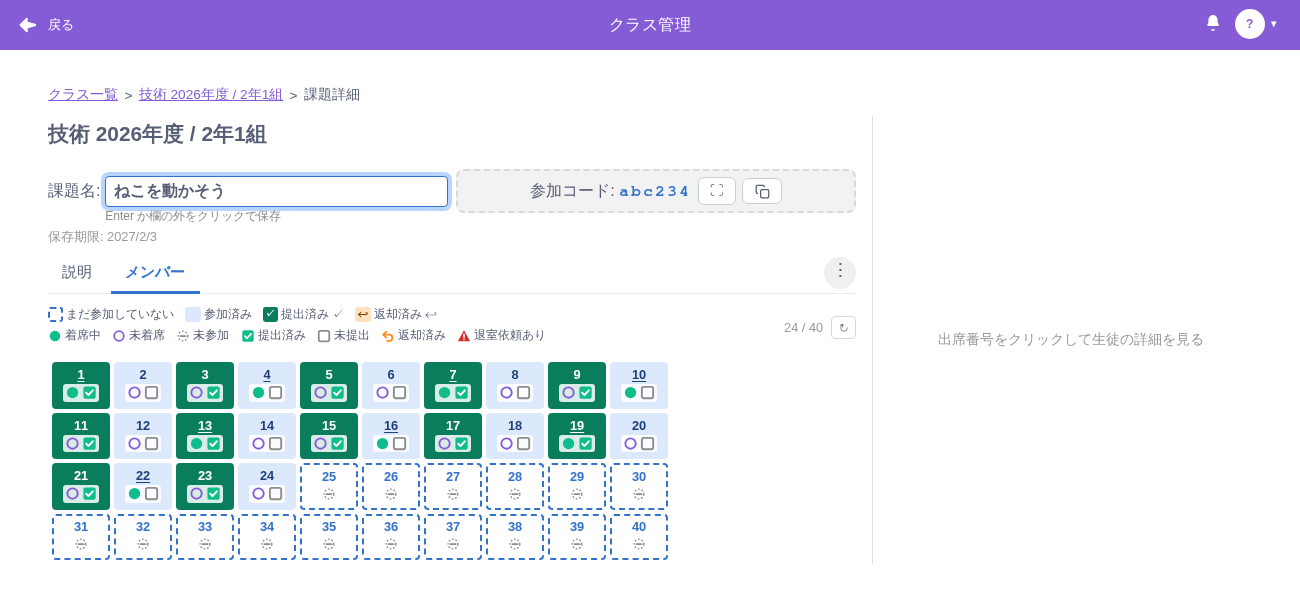 戻る
クラス管理
?
クラス一覧 > 技術 2026年度 / 2年1組 > 課題詳細
技術 2026年度 / 2年1組
課題名: ねこを動かそう
参加コード: abc234
Enter か欄の外をクリックで保存
保存期限: 2027/2/3
説明 メンバー
まだ参加していない 参加済み 提出済み 返却済み
着席中 未着席 未参加 提出済み 未提出 返却済み 退室依頼あり
24 / 40
出席番号をクリックして生徒の詳細を見る
1 2 3 4 5 6 7 8 9 10
11 12 13 14 15 16 17 18 19 20
21 22 23 24 25 26 27 28 29 30
31 32 33 34 35 36 37 38 39 40